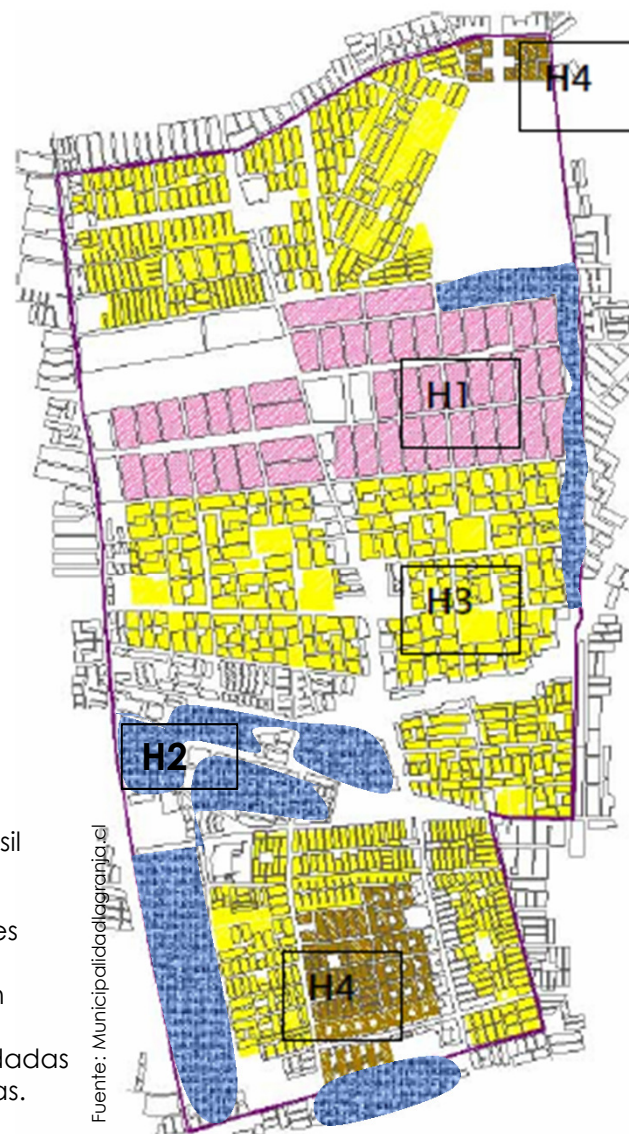 H4
H1
H3
H2
H4
sil
es
n
ladas
as.
Fuente: Municipalidadlagranja.cl